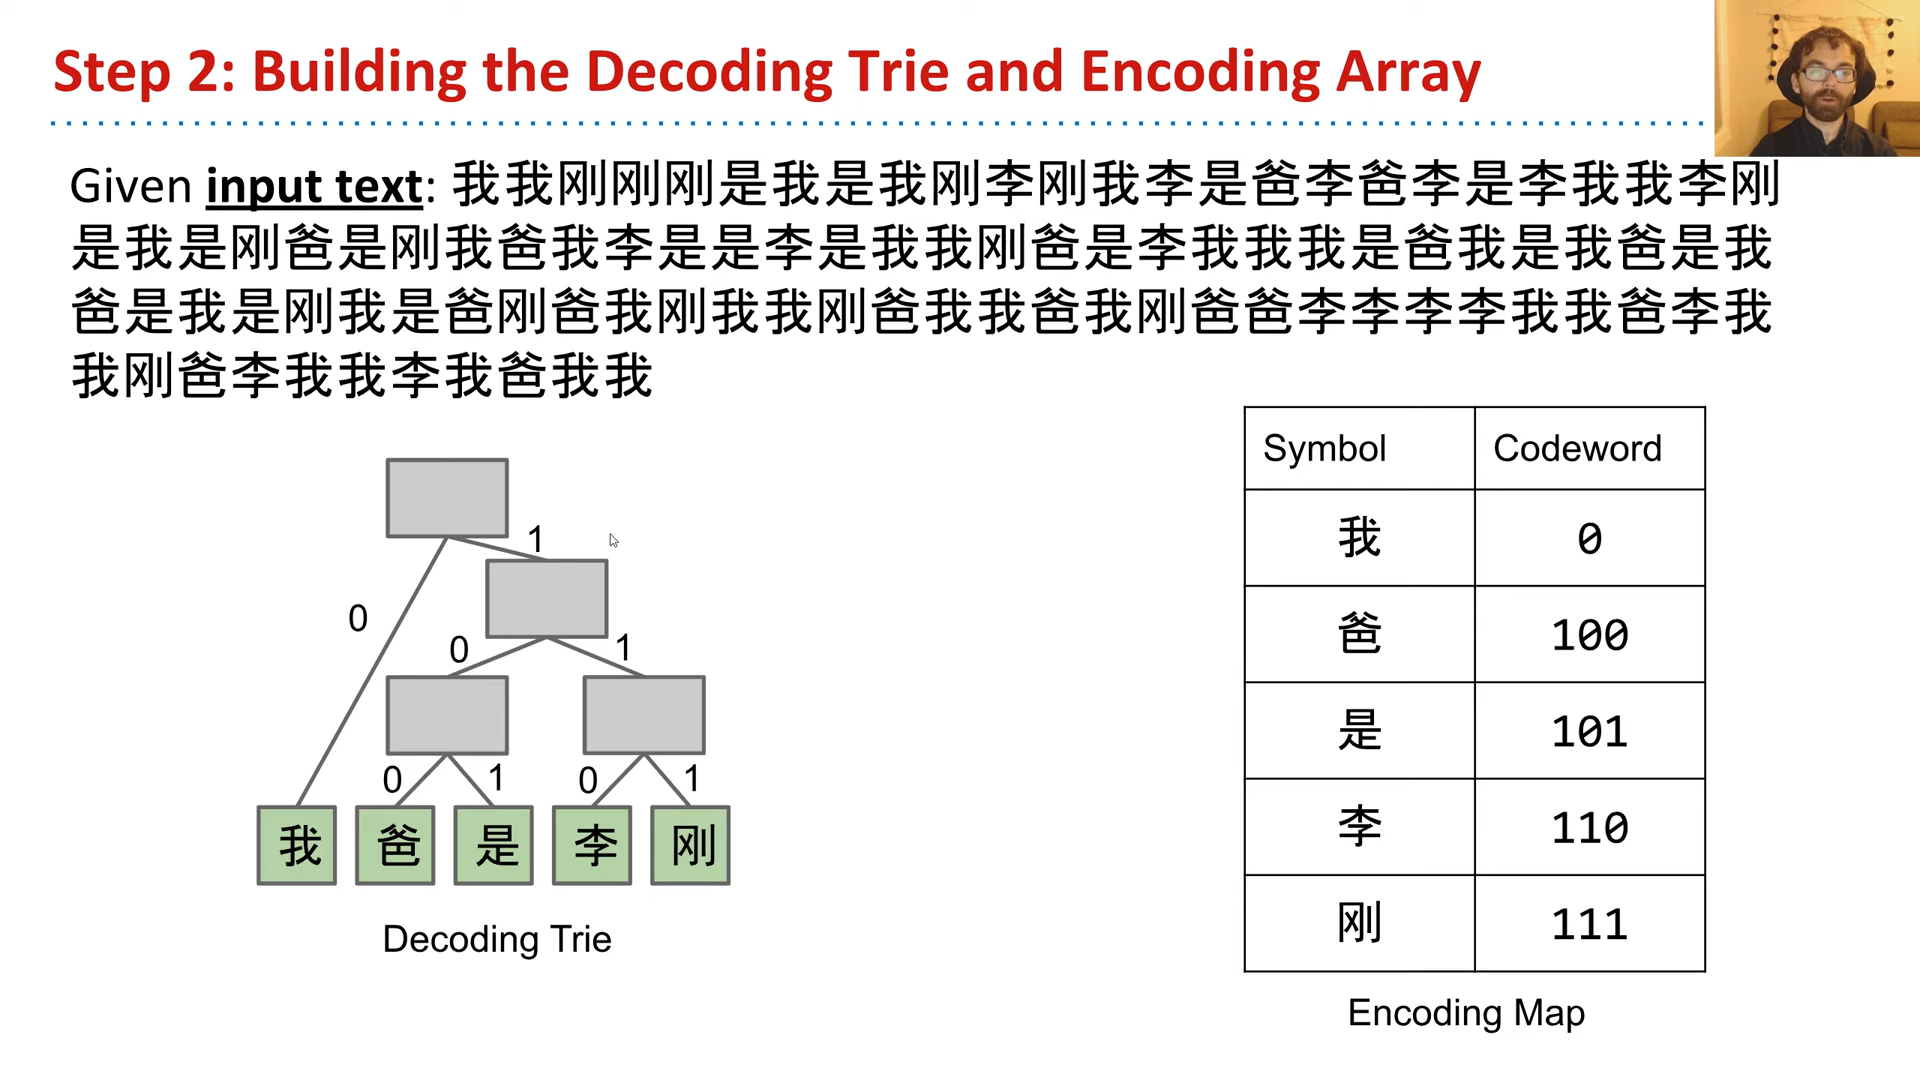 Step 2: Building the Decoding Trie and Encoding Array
Given input text: 我我刚刚刚是我是我刚李刚我李是爸李爸李是李我我李刚
是我是刚爸是刚我爸我李是是李是我我刚爸是李我我我是爸我是我爸是我
爸是我是刚我是爸刚爸我刚我我刚爸我我爸我刚爸爸李李李李我我爸李我
我刚爸李我我李我爸我我
1
0
0 1
0 1 0 1
我 爸 是 李 刚
Decoding Trie
Symbol Codeword
我 0
爸 100
是 101
李 110
刚 111
Encoding Map